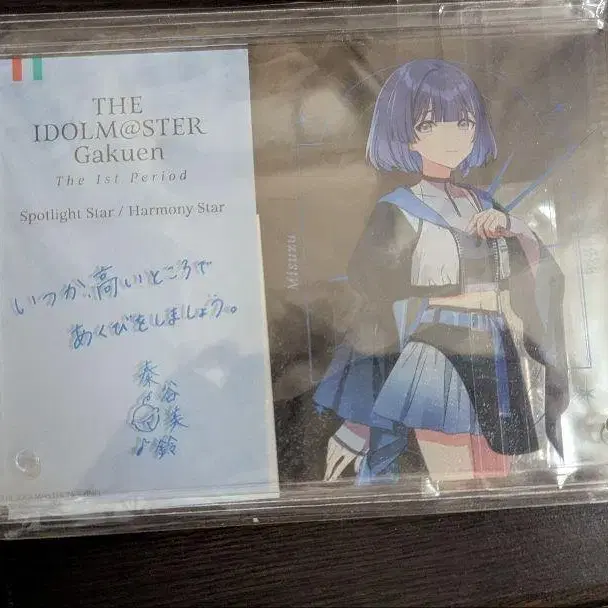 THE
IDOLM@STER
Gakuen
The 1st Period
Spotlight Star / Harmony Star
いつか、高いところで
あくびをしましょう。
秦谷美鈴
Misuzu